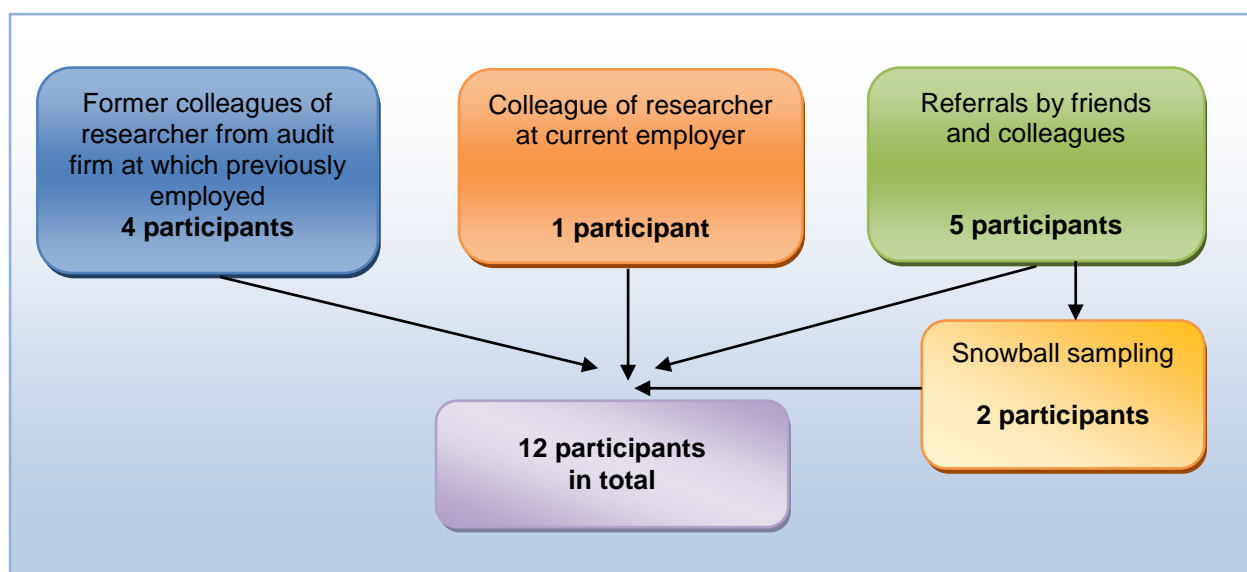 Former colleagues of
researcher from audit
firm at which previously
employed
4 participants
Colleague of researcher
at current employer
1 participant
Referrals by friends
and colleagues
5 participants
Snowball sampling
2 participants
12 participants
in total